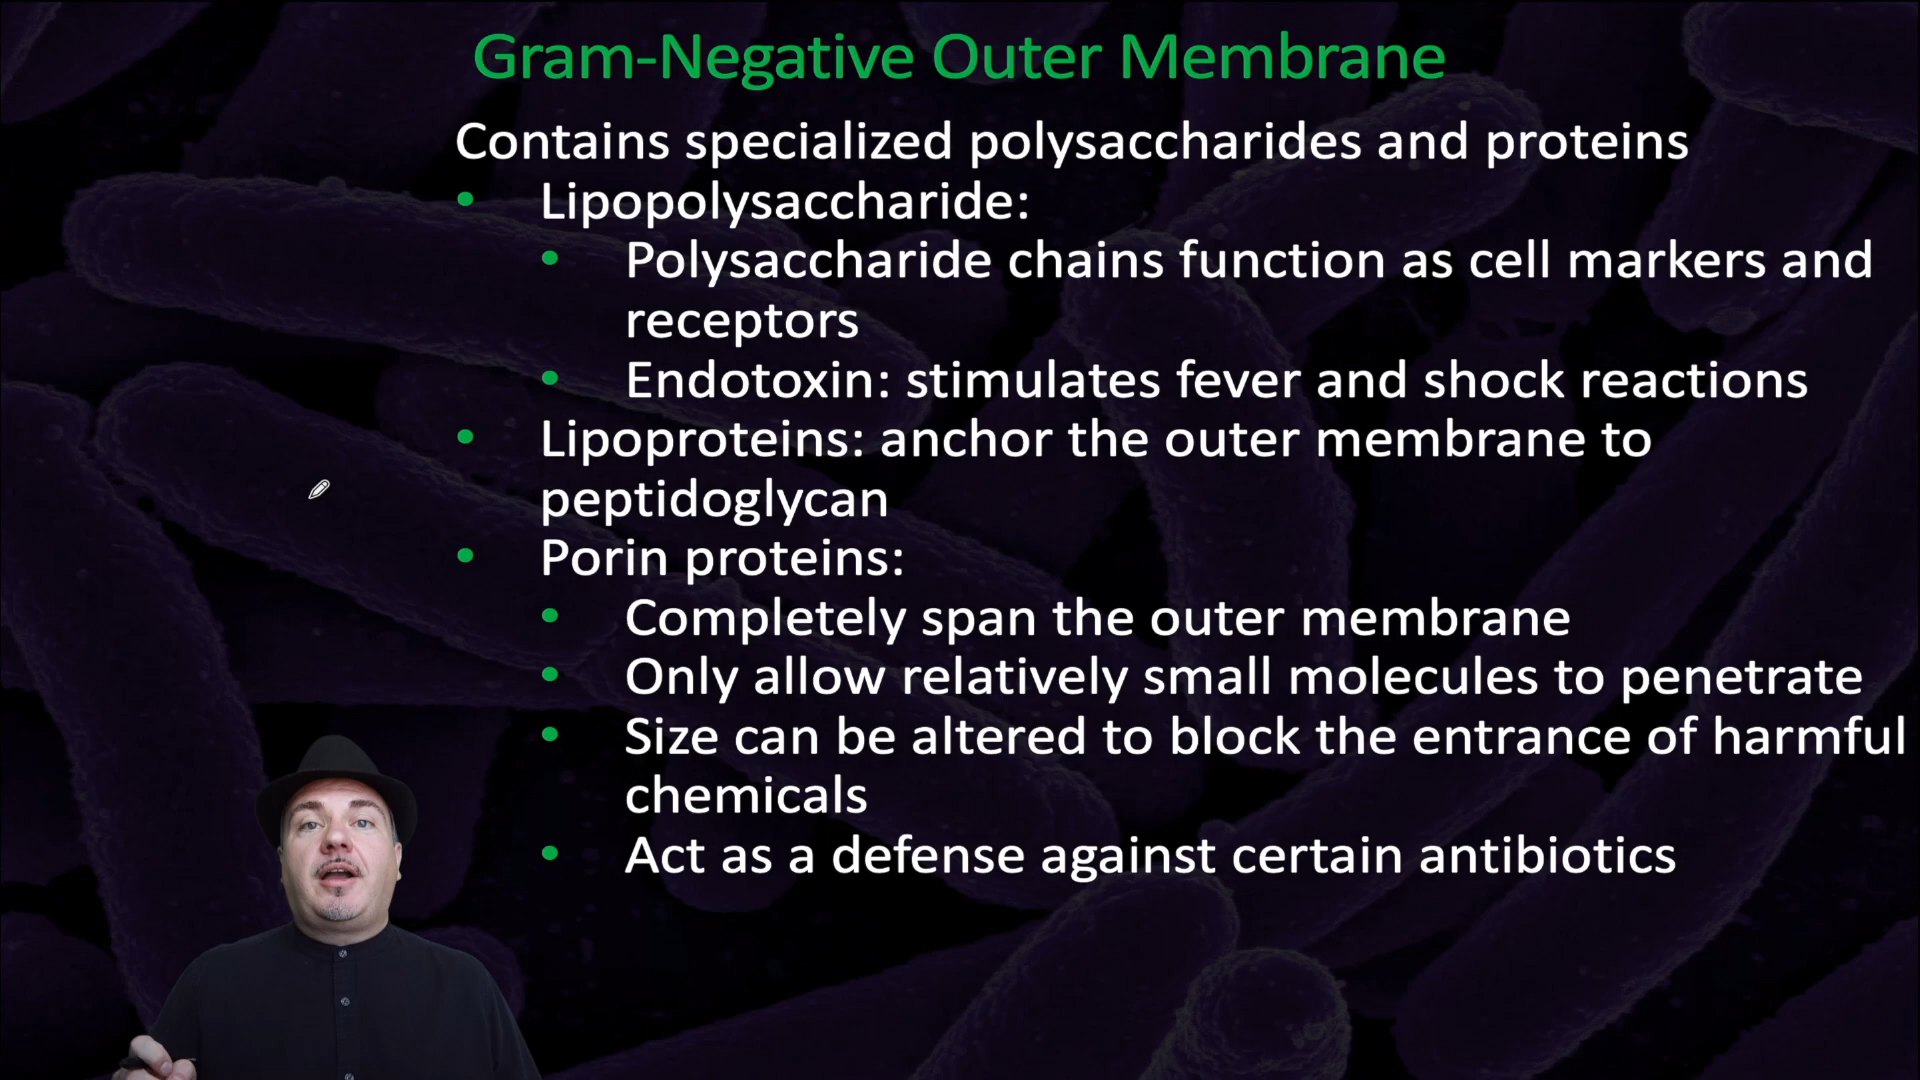 Gram-Negative Outer Membrane
Contains specialized polysaccharides and proteins
• Lipopolysaccharide:
• Polysaccharide chains function as cell markers and
receptors
• Endotoxin: stimulates fever and shock reactions
• Lipoproteins: anchor the outer membrane to
peptidoglycan
• Porin proteins:
• Completely span the outer membrane
• Only allow relatively small molecules to penetrate
• Size can be altered to block the entrance of harmful
chemicals
• Act as a defense against certain antibiotics